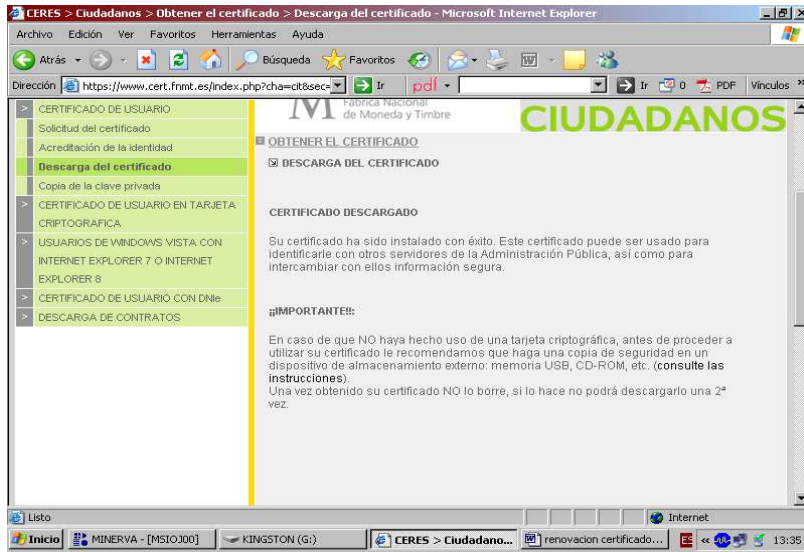 CERES > Ciudadanos > Obtener el certificado > Descarga del certificado - Microsoft Internet Explorer
Archivo Edición Ver Favoritos Herramientas Ayuda
Atrás Búsqueda Favoritos
Dirección https://www.cert.fnmt.es/index.php?cha=cit&sec= Ir pdf Ir 0 PDF Vínculos »
> CERTIFICADO DE USUARIO
Solicitud del certificado
Acreditación de la identidad
Descarga del certificado
Copia de la clave privada
> CERTIFICADO DE USUARIO EN TARJETA
CRIPTOGRAFICA
> USUARIOS DE WINDOWS VISTA CON
INTERNET EXPLORER 7 O INTERNET
EXPLORER 8
> CERTIFICADO DE USUARIO CON DNIe
> DESCARGA DE CONTRATOS
M Fábrica Nacional
de Moneda y Timbre
CIUDADANOS
OBTENER EL CERTIFICADO
DESCARGA DEL CERTIFICADO
CERTIFICADO DESCARGADO
Su certificado ha sido instalado con éxito. Este certificado puede ser usado para
identificarle con otros servidores de la Administración Pública, así como para
intercambiar con ellos información segura.
¡¡IMPORTANTE!!:
En caso de que NO haya hecho uso de una tarjeta criptográfica, antes de proceder a
utilizar su certificado le recomendamos que haga una copia de seguridad en un
dispositivo de almacenamiento externo: memoria USB, CD-ROM, etc. (consulte las
instrucciones).
Una vez obtenido su certificado NO lo borre, si lo hace no podrá descargarlo una 2ª
vez.
Listo Internet
Inicio MINERVA - [MSIOJ00] KINGSTON (G:) CERES > Ciudadano... renovacion certificado... ES « 13:35